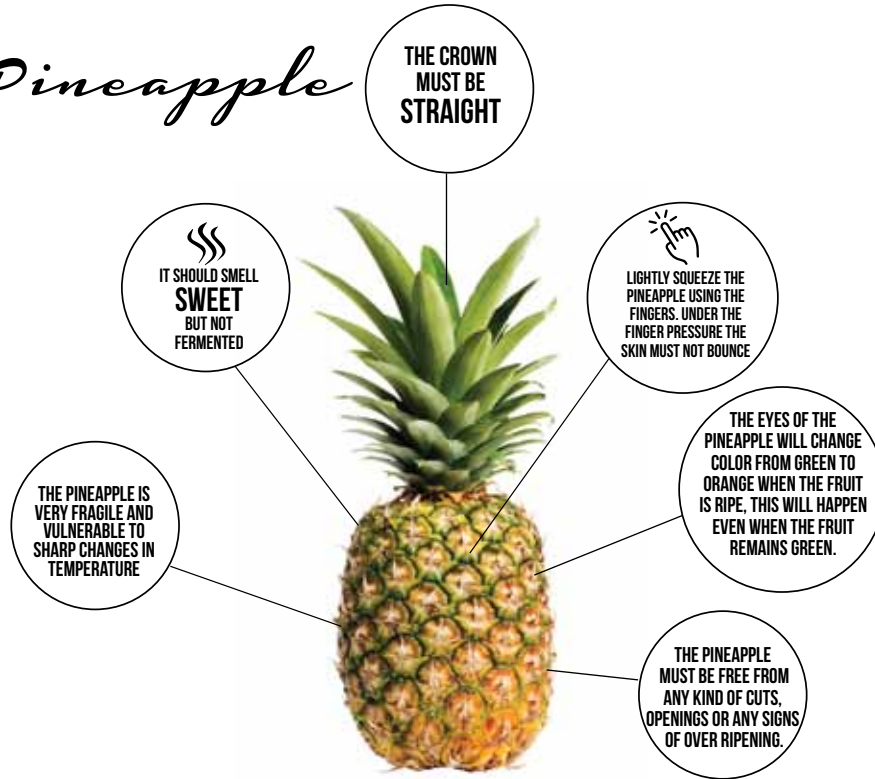 Pineapple
THE CROWN
MUST BE
STRAIGHT
IT SHOULD SMELL
SWEET
BUT NOT
FERMENTED
LIGHTLY SQUEEZE THE
PINEAPPLE USING THE
FINGERS. UNDER THE
FINGER PRESSURE THE
SKIN MUST NOT BOUNCE
THE EYES OF THE
PINEAPPLE WILL CHANGE
COLOR FROM GREEN TO
ORANGE WHEN THE FRUIT
IS RIPE, THIS WILL HAPPEN
EVEN WHEN THE FRUIT
REMAINS GREEN.
THE PINEAPPLE IS
VERY FRAGILE AND
VULNERABLE TO
SHARP CHANGES IN
TEMPERATURE
THE PINEAPPLE
MUST BE FREE FROM
ANY KIND OF CUTS,
OPENINGS OR ANY SIGNS
OF OVER RIPENING.